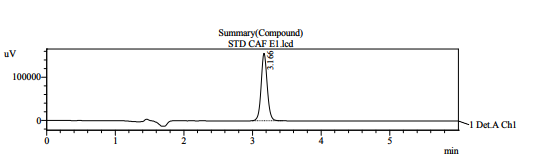 Summary(Compound)
STD CAF E1.lcd
uV
3.166
100000
0
1 Det.A Ch1
0 1 2 3 4 5
min